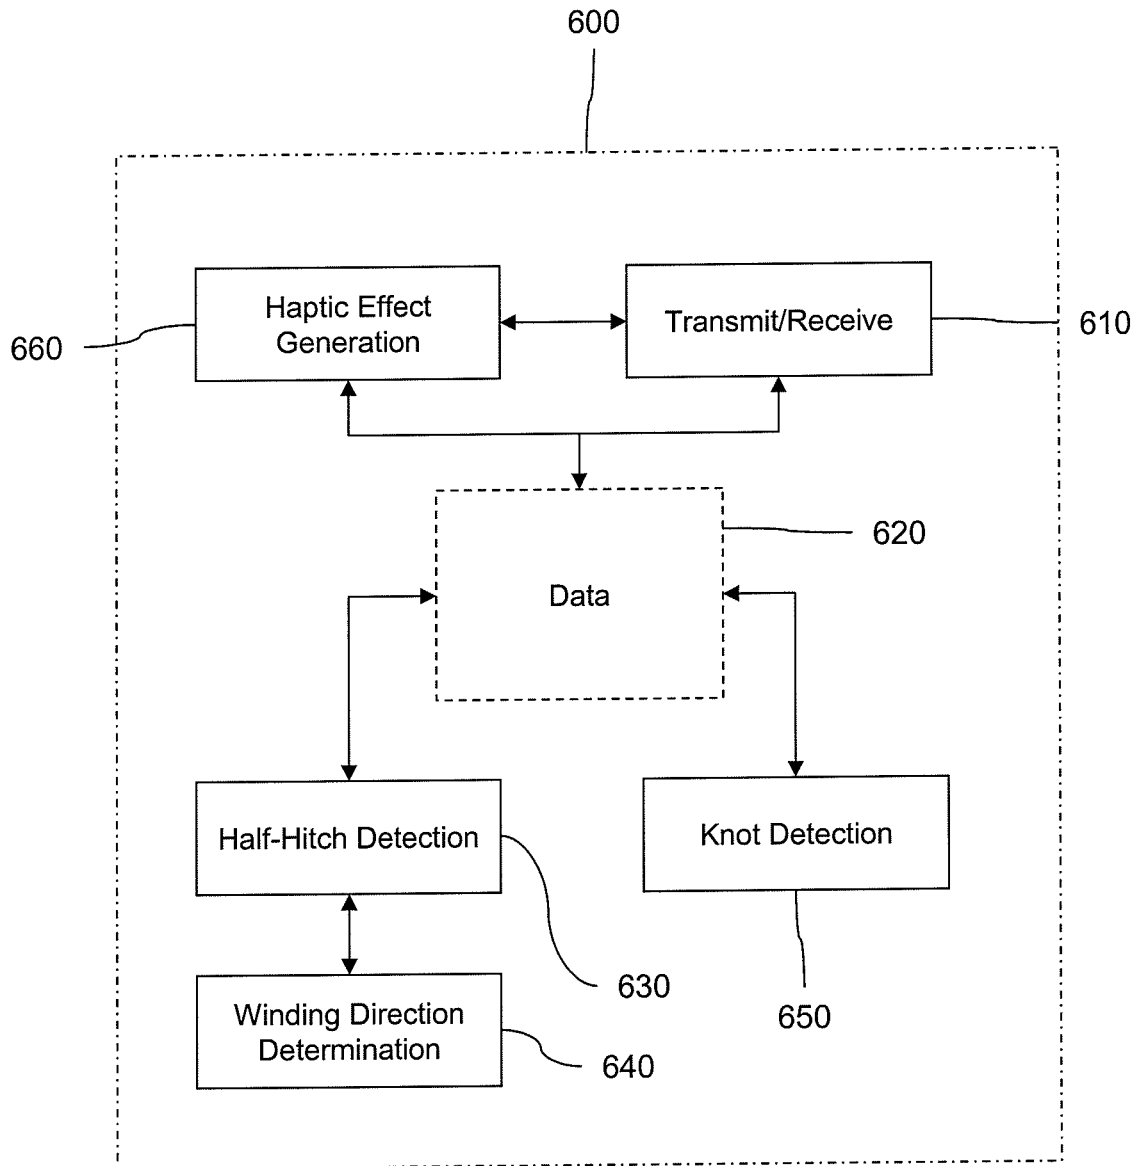 600
Haptic Effect
Generation
Transmit/Receive
660
610
620
Data
Half-Hitch Detection
Knot Detection
630
650
Winding Direction
Determination
640